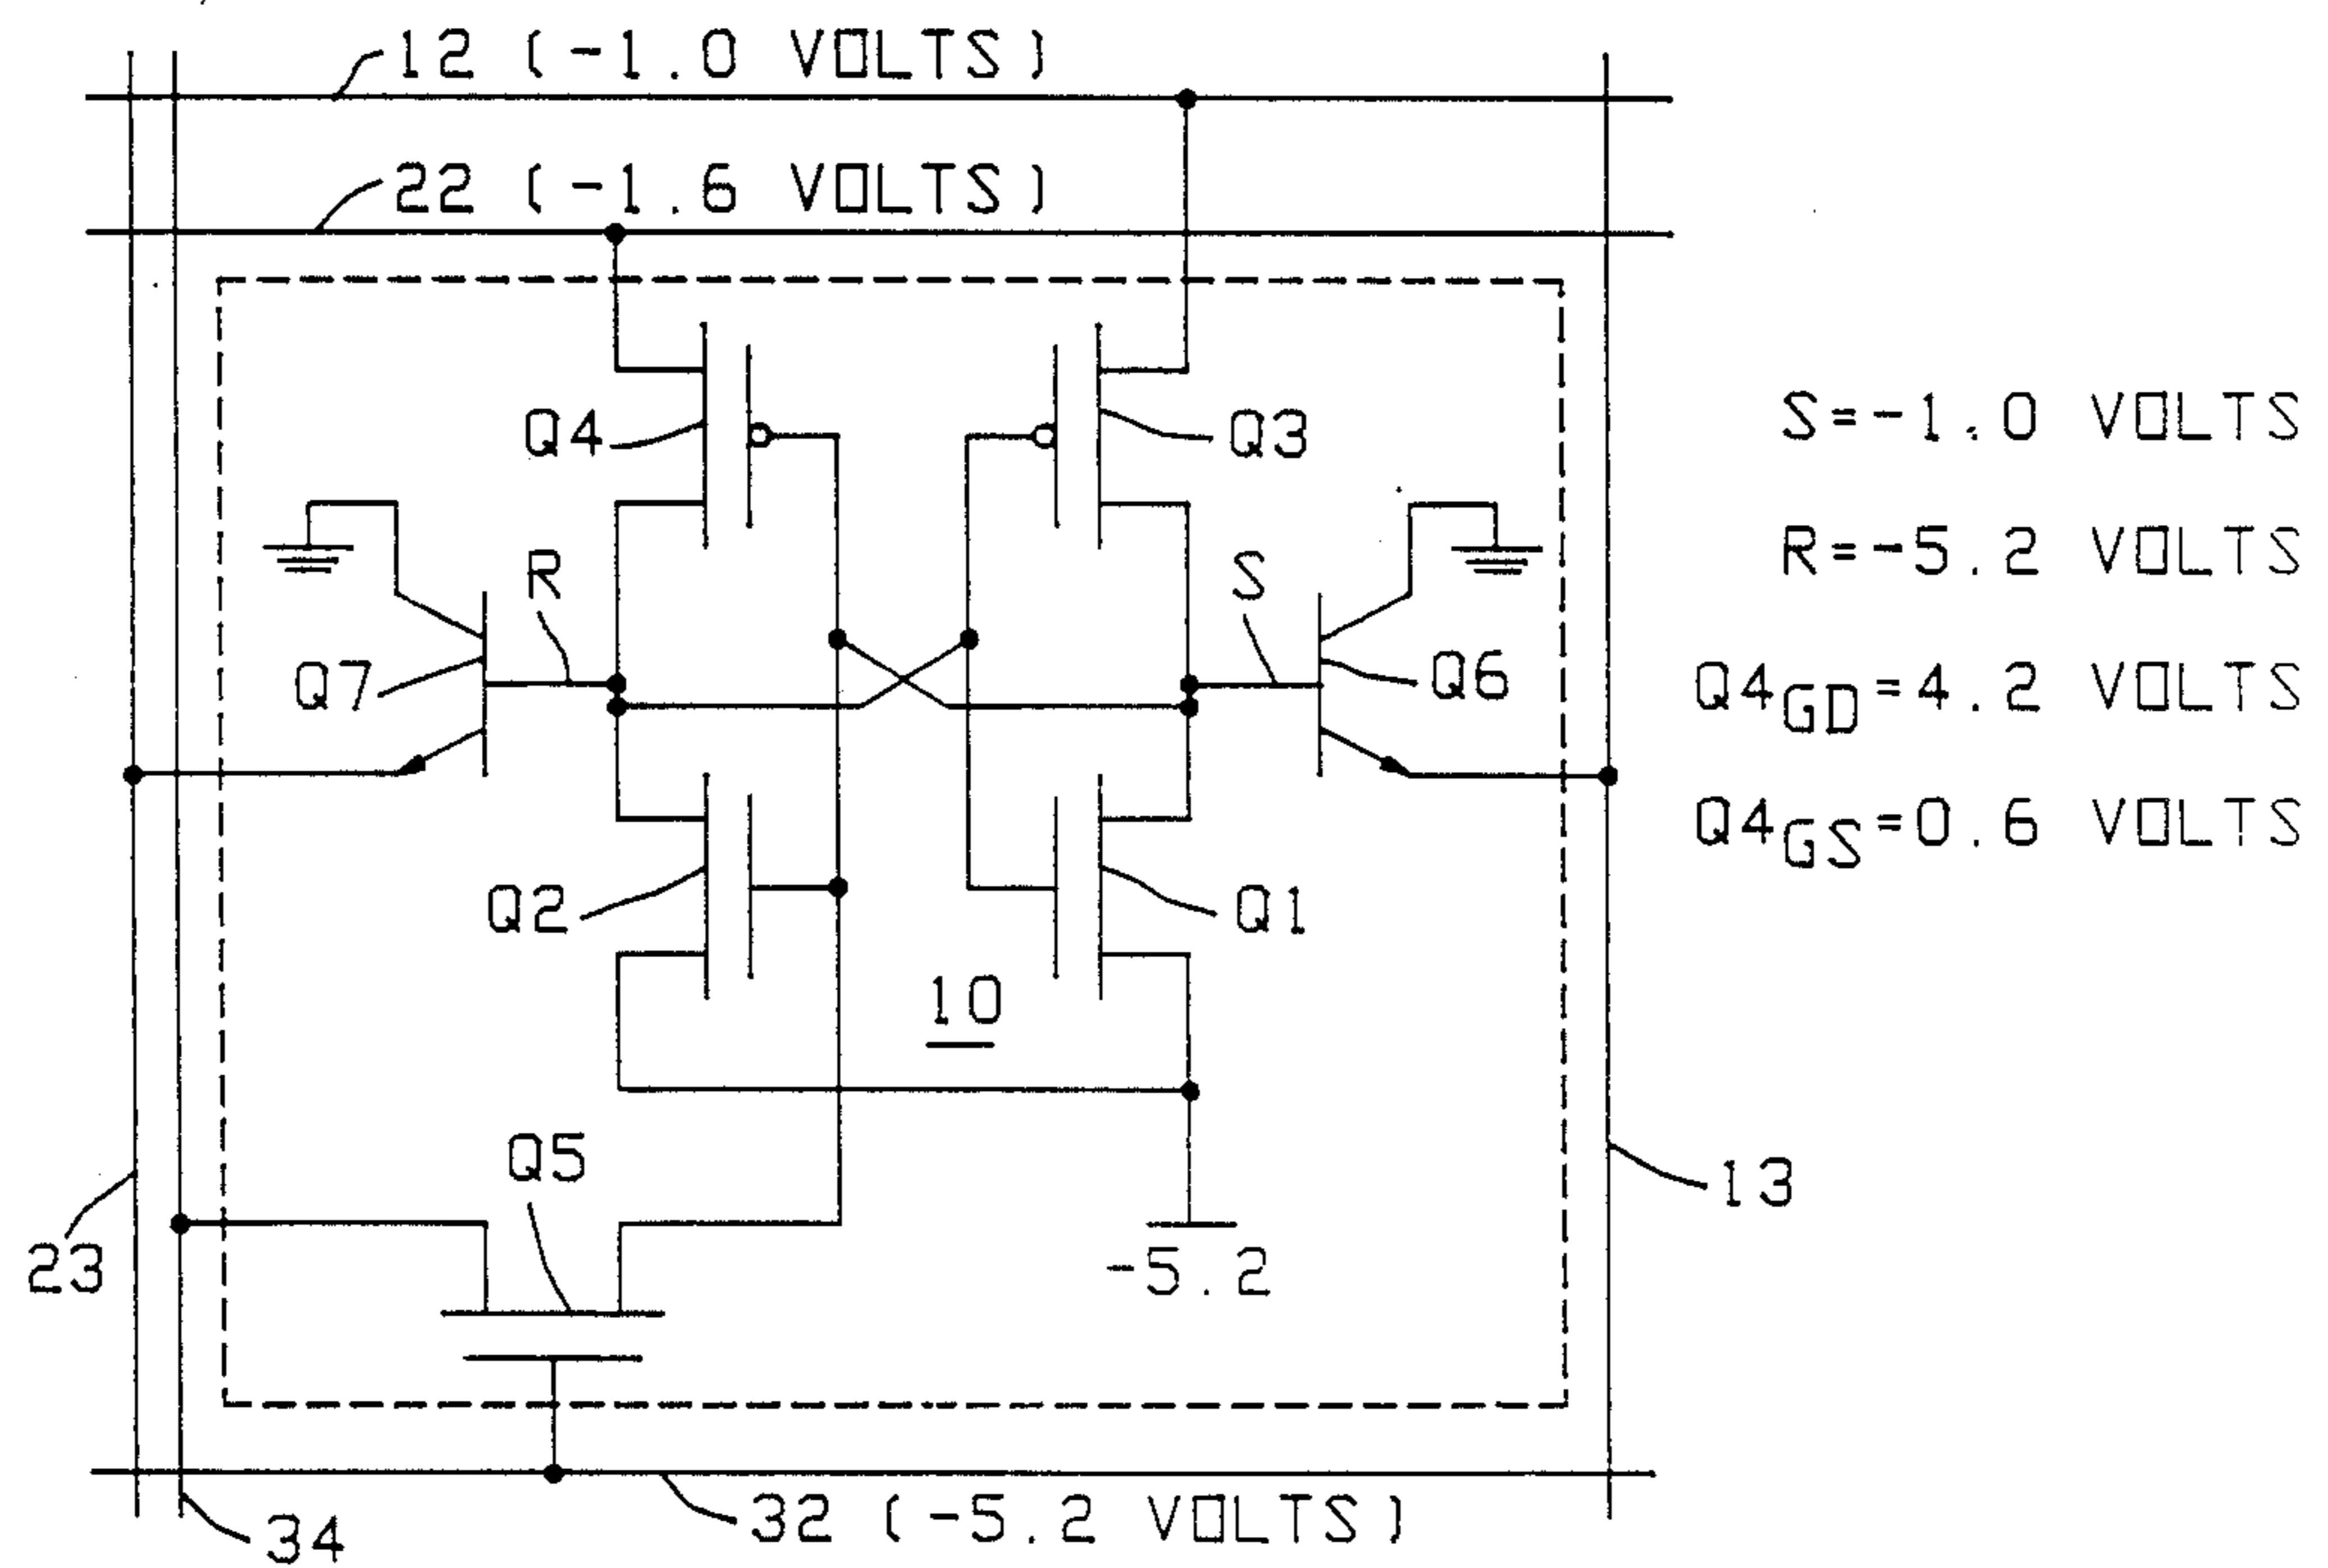 12 (-1.0 VOLTS)
22 (-1.6 VOLTS)
Q4
Q3
S=-1.0 VOLTS
R
S
R=-5.2 VOLTS
Q7
Q6
Q4GD=4.2 VOLTS
Q4GS=0.6 VOLTS
Q2
Q1
10
Q5
13
23
-5.2
32 (-5.2 VOLTS)
34